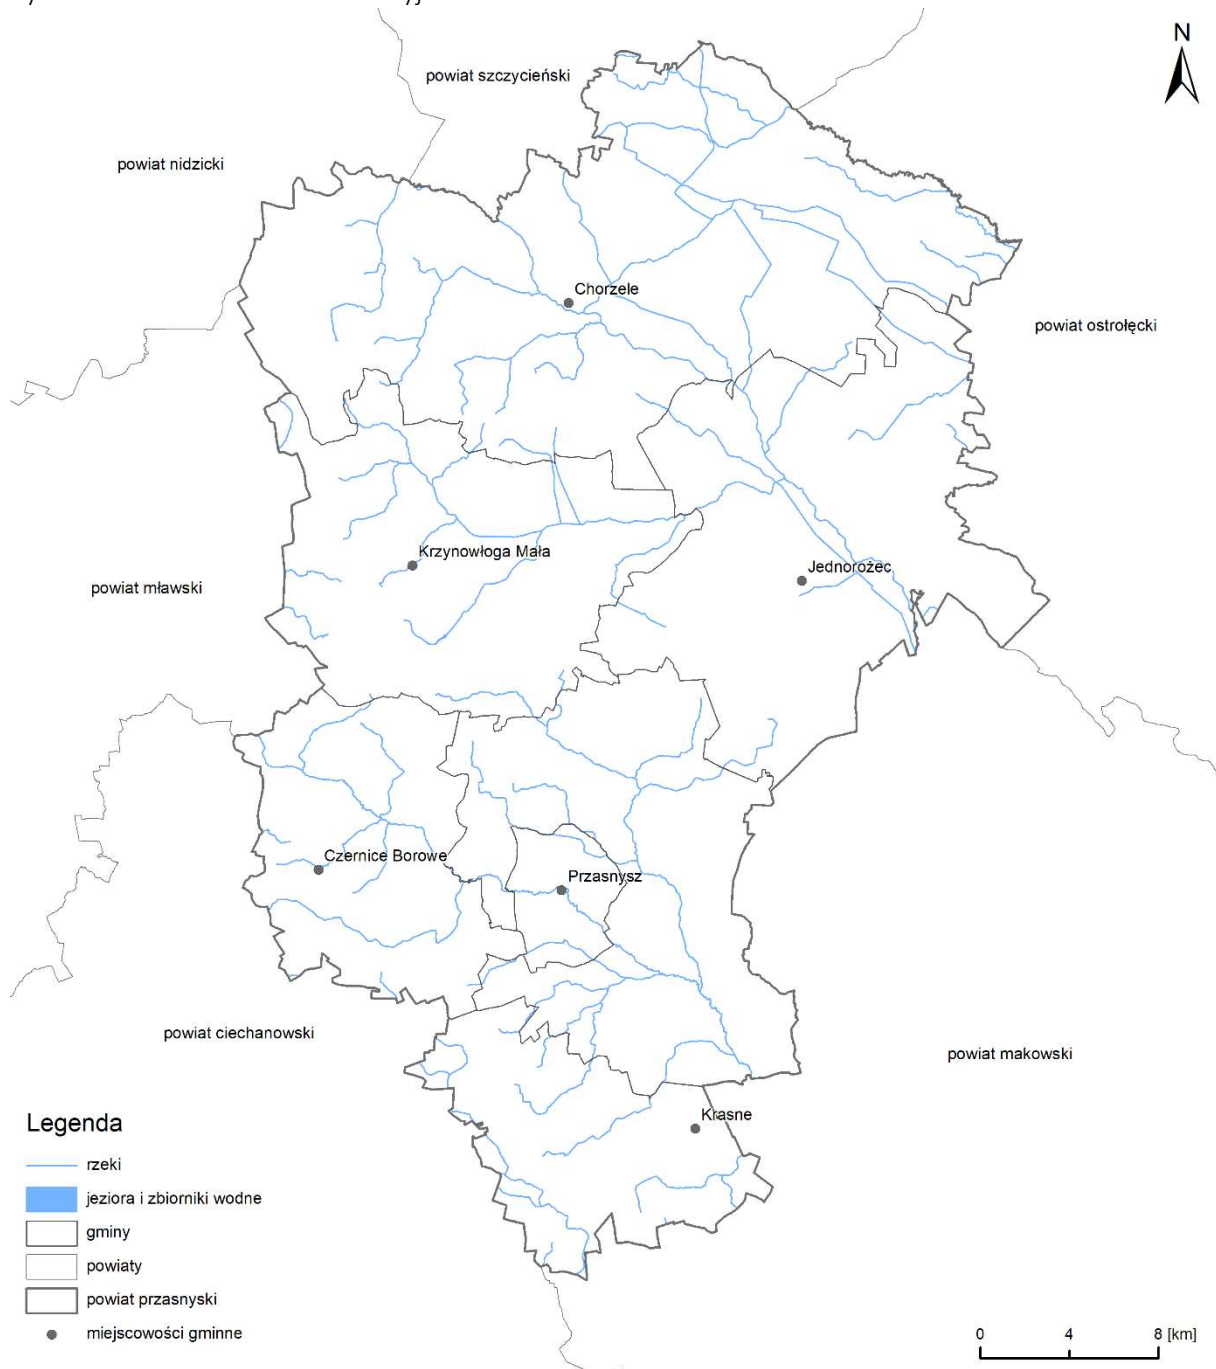 N
powiat szczycieński
powiat nidzicki
Chorzele
powiat ostrołęcki
Krzynowłoga Mała
Jednorożec
powiat mławski
Czernice Borowe
Przasnysz
powiat ciechanowski
powiat makowski
Krasne
Legenda
rzeki
jeziora i zbiorniki wodne
gminy
powiaty
powiat przasnyski
miejscowości gminne
0 4 8 [km]